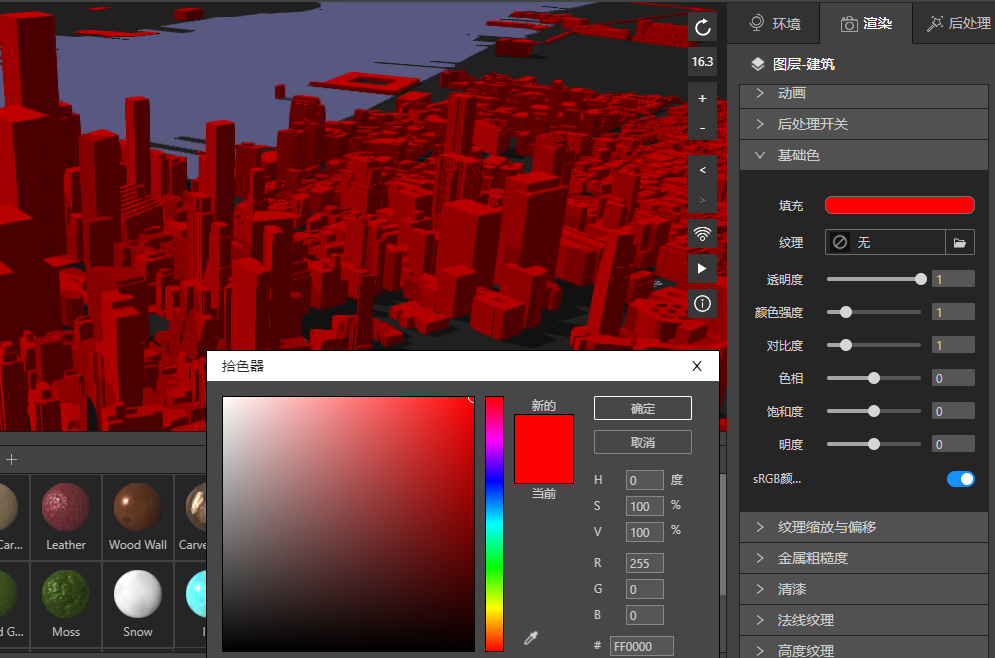 环境
渲染
后处理
16.3
+
-
<
>
图层-建筑
动画
后处理开关
基础色
填充
纹理
无
透明度
1
颜色强度
1
对比度
1
色相
0
饱和度
0
明度
0
sRGB颜...
纹理缩放与偏移
金属粗糙度
清漆
法线纹理
高度纹理
拾色器
X
新的
当前
确定
取消
H
0
度
S
100
%
V
100
%
R
255
G
0
B
0
#
FF0000
+
Car...
Leather
Wood Wall
Carve
d G...
Moss
Snow
I